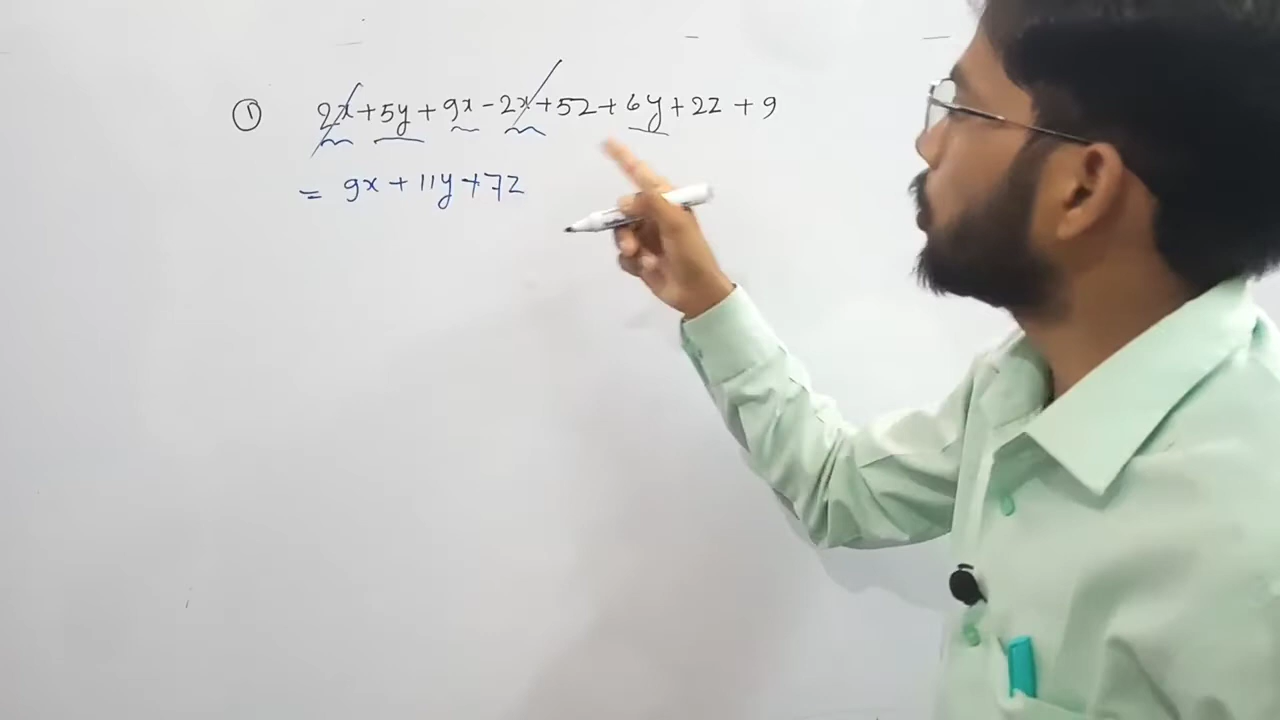 ① 2x + 5y + 9x - 2x + 5z + 6y + 2z + 9
= 9x + 11y + 7z